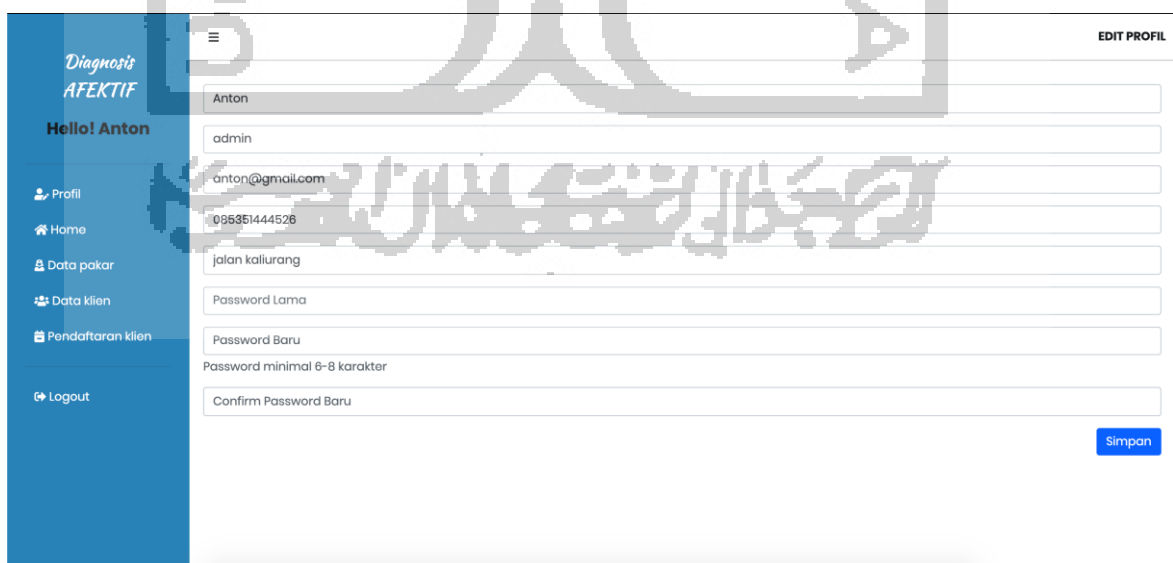 EDIT PROFIL
Diagnosis
AFEKTIF
Hello! Anton
Profil
Home
Data pakar
Data klien
Pendaftaran klien
Logout
Anton
admin
anton@gmail.com
085351444526
jalan kaliurang
Password Lama
Password Baru
Password minimal 6-8 karakter
Confirm Password Baru
Simpan